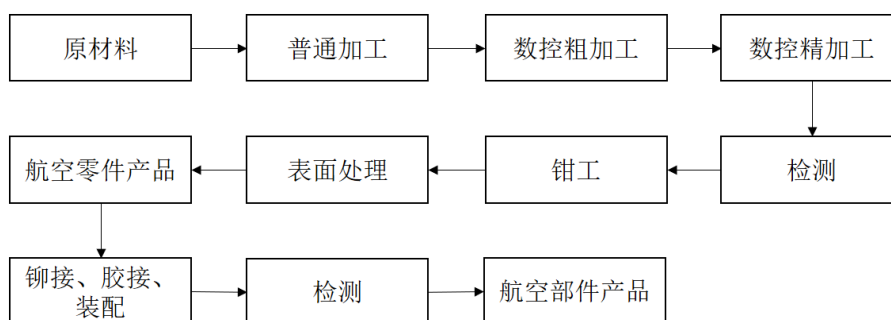 原材料
普通加工
数控粗加工
数控精加工
检测
钳工
表面处理
航空零件产品
铆接、胶接、
装配
检测
航空部件产品